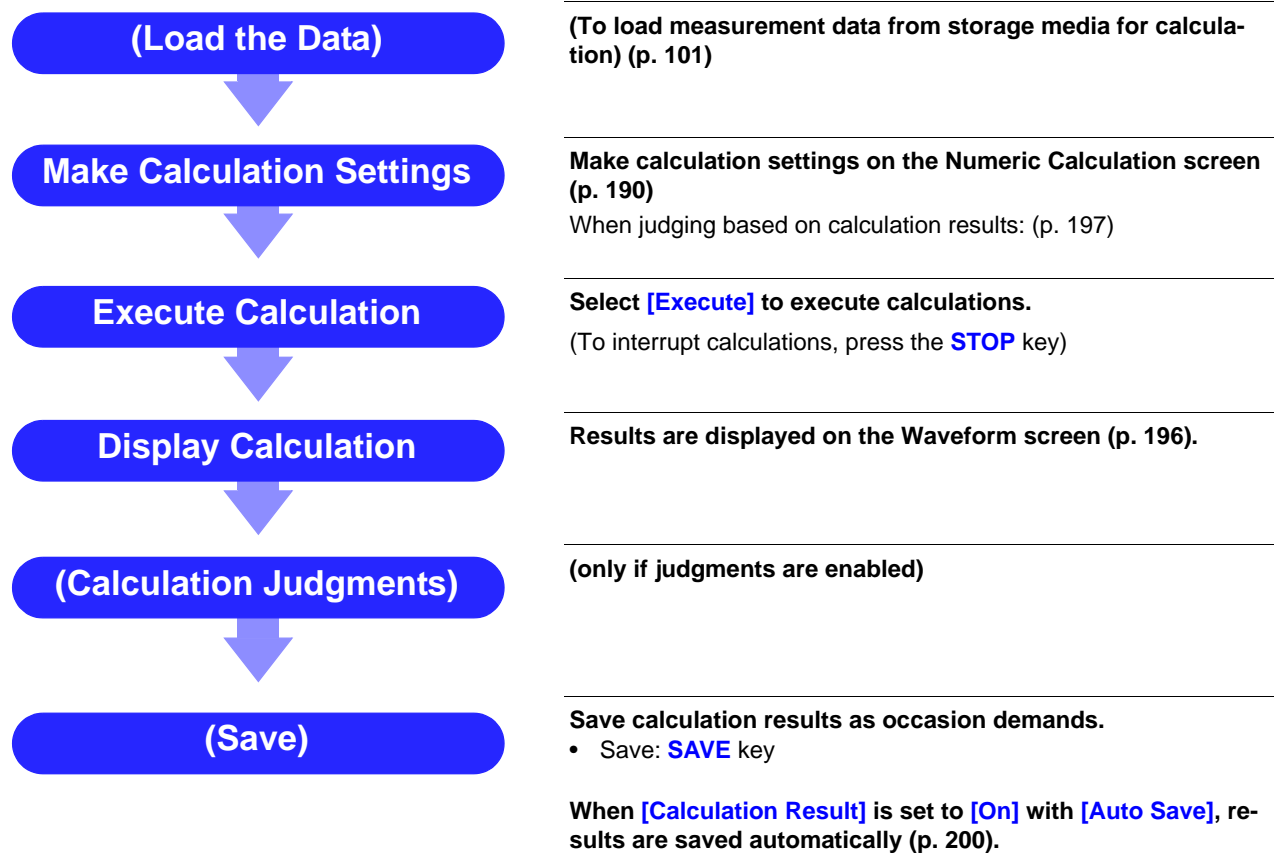 (Load the Data)
(To load measurement data from storage media for calcula-
tion) (p. 101)
Make Calculation Settings
Make calculation settings on the Numeric Calculation screen
(p. 190)
When judging based on calculation results: (p. 197)
Execute Calculation
Select [Execute] to execute calculations.
(To interrupt calculations, press the STOP key)
Display Calculation
Results are displayed on the Waveform screen (p. 196).
(Calculation Judgments)
(only if judgments are enabled)
(Save)
Save calculation results as occasion demands.
• Save: SAVE key
When [Calculation Result] is set to [On] with [Auto Save], re-
sults are saved automatically (p. 200).